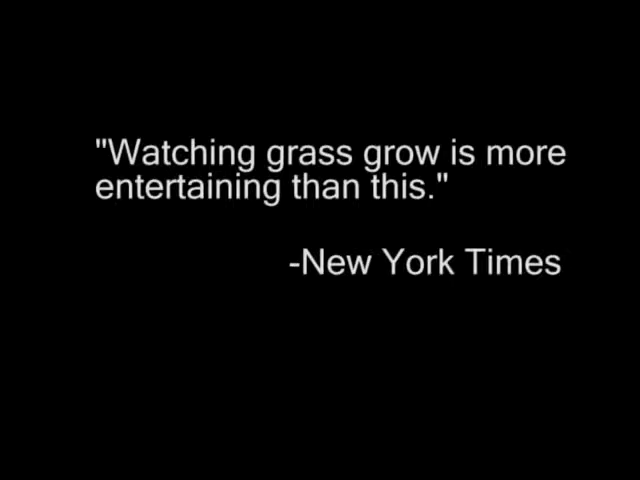 "Watching grass grow is more
entertaining than this."
-New York Times